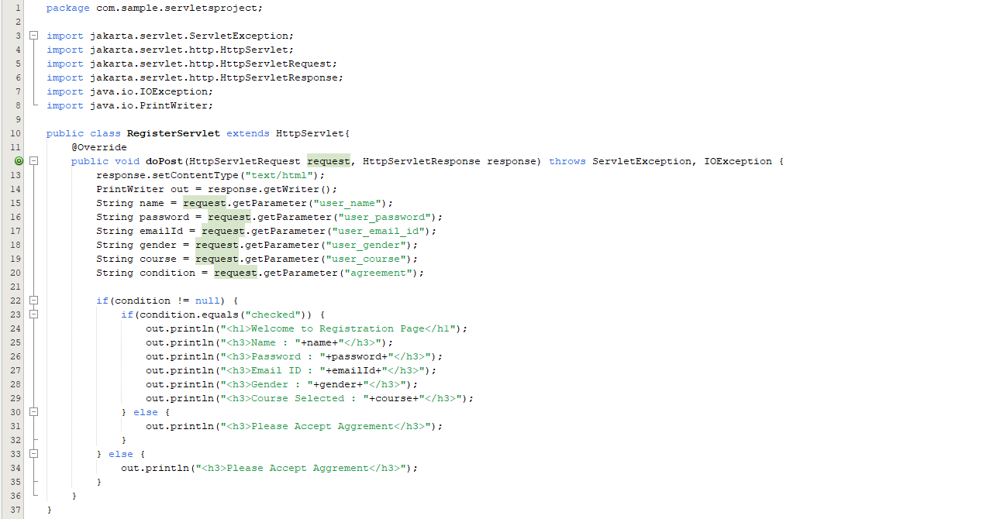 1 package com.sample.servletsproject;
2
3 import jakarta.servlet.ServletException;
4 import jakarta.servlet.http.HttpServlet;
5 import jakarta.servlet.http.HttpServletRequest;
6 import jakarta.servlet.http.HttpServletResponse;
7 import java.io.IOException;
8 import java.io.PrintWriter;
9
10 public class RegisterServlet extends HttpServlet{
11 @Override
public void doPost(HttpServletRequest request, HttpServletResponse response) throws ServletException, IOException {
13 response.setContentType("text/html");
14 PrintWriter out = response.getWriter();
15 String name = request.getParameter("user_name");
16 String password = request.getParameter("user_password");
17 String emailId = request.getParameter("user_email_id");
18 String gender = request.getParameter("user_gender");
19 String course = request.getParameter("user_course");
20 String condition = request.getParameter("agreement");
21
22 if(condition != null) {
23 if(condition.equals("checked")) {
24 out.println("<h1>Welcome to Registration Page</h1");
25 out.println("<h3>Name : "+name+"</h3>");
26 out.println("<h3>Password : "+password+"</h3>");
27 out.println("<h3>Email ID : "+emailId+"</h3>");
28 out.println("<h3>Gender : "+gender+"</h3>");
29 out.println("<h3>Course Selected : "+course+"</h3>");
30 } else {
31 out.println("<h3>Please Accept Aggrement</h3>");
32 }
33 } else {
34 out.println("<h3>Please Accept Aggrement</h3>");
35 }
36 }
37 }